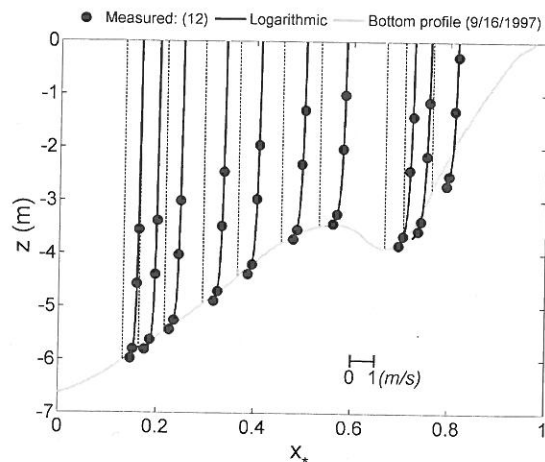 Measured: (12) Logarithmic Bottom profile (9/16/1997)
0
-1
-2
-3
-4
-5
-6
-7
z (m)
0 1(m/s)
0 0.2 0.4 0.6 0.8 1
x*